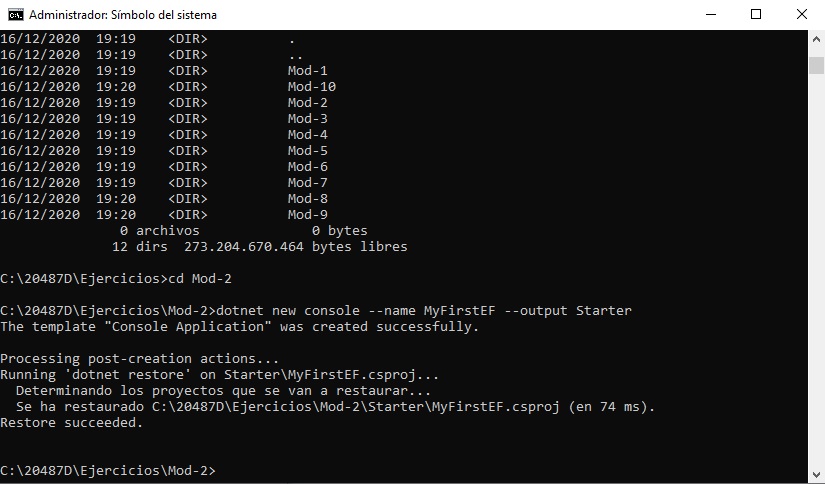 Administrador: Símbolo del sistema
16/12/2020  19:19    <DIR>          .
16/12/2020  19:19    <DIR>          ..
16/12/2020  19:19    <DIR>          Mod-1
16/12/2020  19:20    <DIR>          Mod-10
16/12/2020  19:19    <DIR>          Mod-2
16/12/2020  19:19    <DIR>          Mod-3
16/12/2020  19:19    <DIR>          Mod-4
16/12/2020  19:19    <DIR>          Mod-5
16/12/2020  19:19    <DIR>          Mod-6
16/12/2020  19:19    <DIR>          Mod-7
16/12/2020  19:20    <DIR>          Mod-8
16/12/2020  19:20    <DIR>          Mod-9
               0 archivos              0 bytes
              12 dirs  273.204.670.464 bytes libres
C:\20487D\Ejercicios>cd Mod-2
C:\20487D\Ejercicios\Mod-2>dotnet new console --name MyFirstEF --output Starter
The template "Console Application" was created successfully.
Processing post-creation actions...
Running 'dotnet restore' on Starter\MyFirstEF.csproj...
  Determinando los proyectos que se van a restaurar...
  Se ha restaurado C:\20487D\Ejercicios\Mod-2\Starter\MyFirstEF.csproj (en 74 ms).
Restore succeeded.
C:\20487D\Ejercicios\Mod-2>